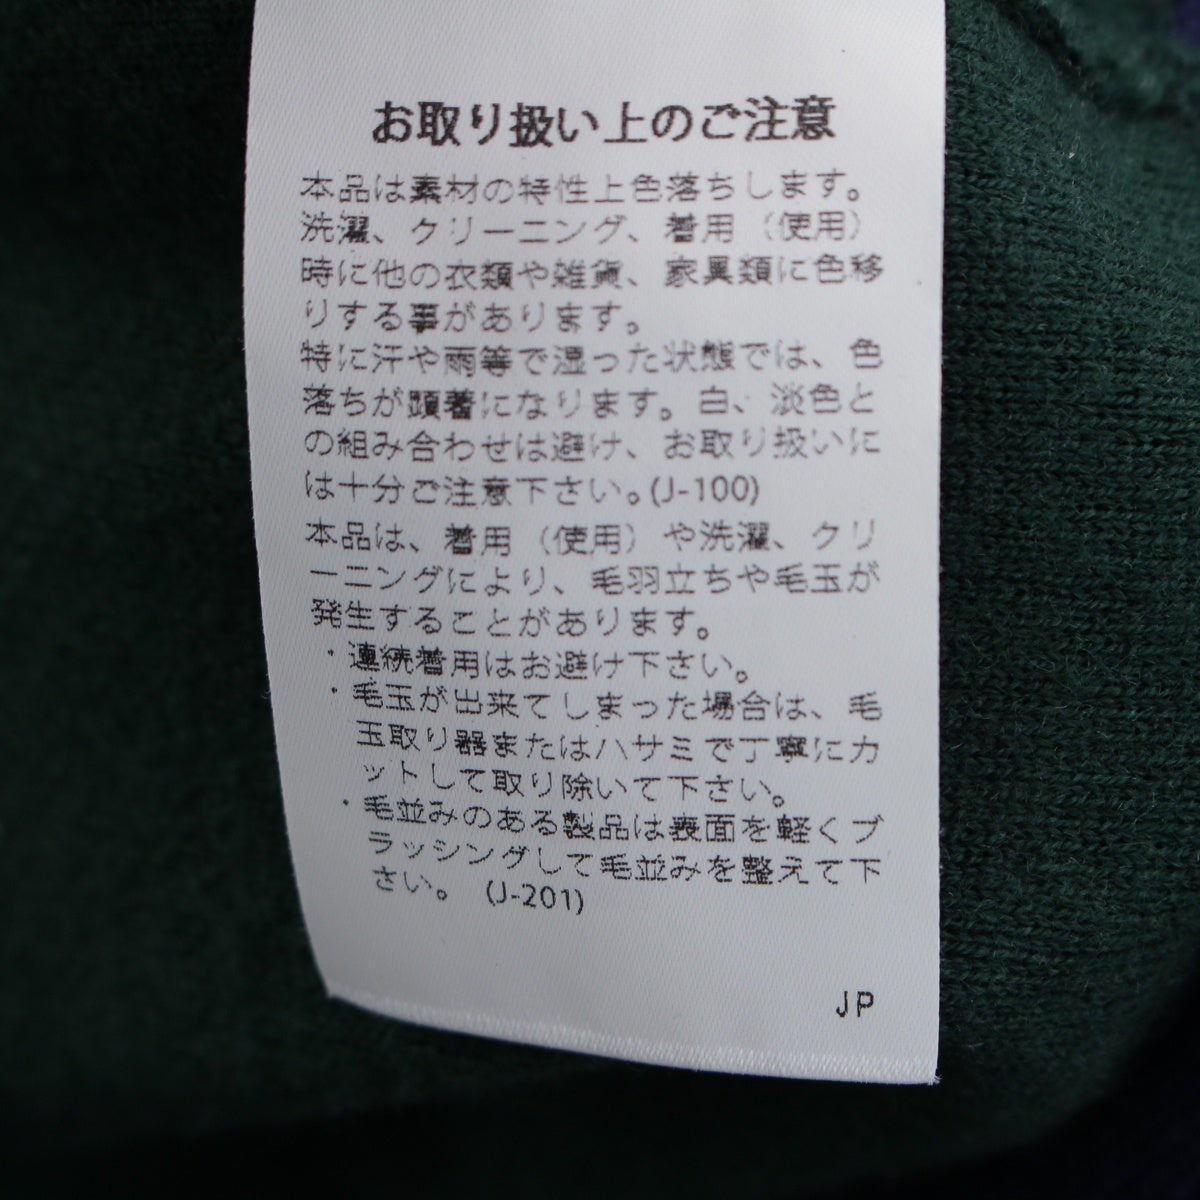 お取り扱い上のご注意
本品は素材の特性上色落ちします。
洗濯、クリーニング、着用（使用）
時に他の衣類や雑貨、家具類に色移
りする事があります。
特に汗や雨等で湿った状態では、色
落ちが顕著になります。白、淡色と
の組み合わせは避け、お取り扱いに
は十分ご注意下さい。(J-100)
本品は、着用（使用）や洗濯、クリ
ーニングにより、毛羽立ちや毛玉が
発生することがあります。
・連続着用はお避け下さい。
・毛玉が出来てしまった場合は、毛
玉取り器またはハサミで丁寧にカ
ットして取り除いて下さい。
・毛並みのある製品は表面を軽くブ
ラッシングして毛並みを整えて下
さい。 (J-201)
JP